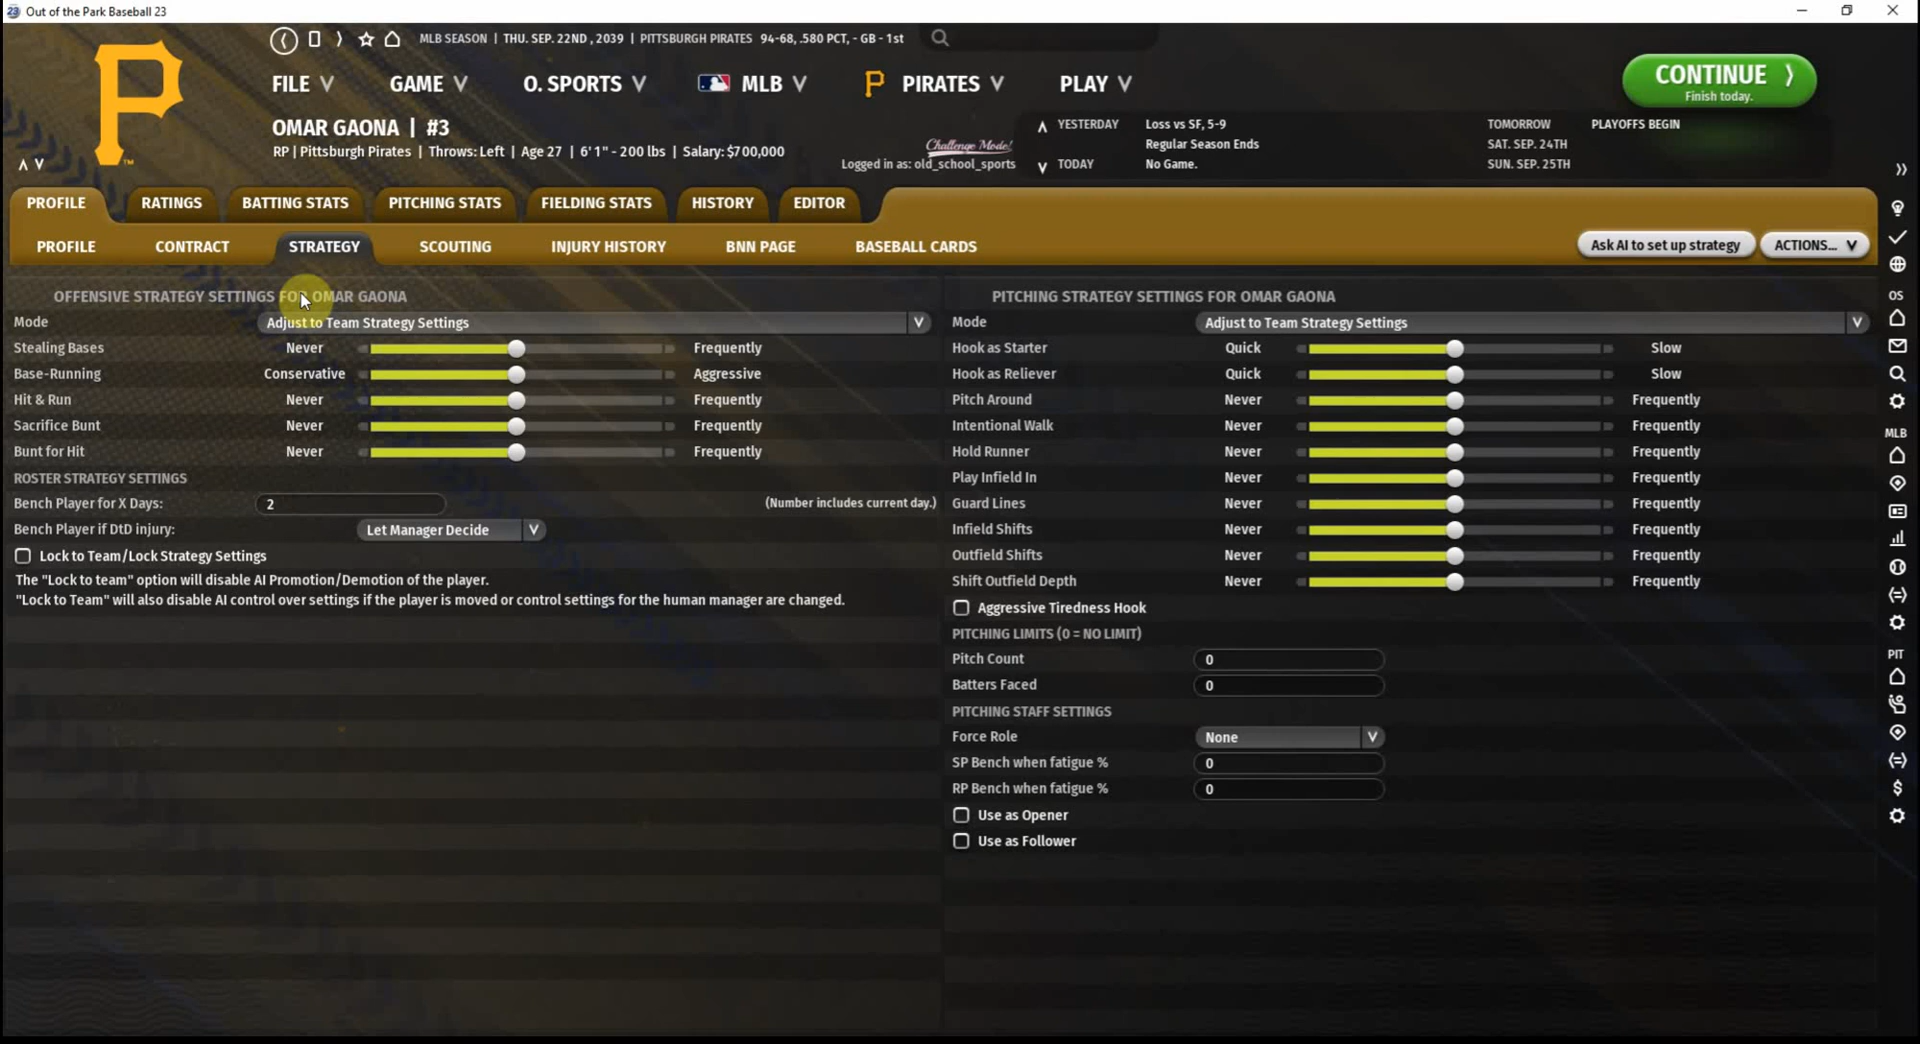 23 Out of the Park Baseball 23
MLB SEASON | THU. SEP. 22ND , 2039 | PITTSBURGH PIRATES 94-68, .580 PCT, - GB - 1st
FILE GAME O. SPORTS MLB PIRATES PLAY
CONTINUE
Finish today.
P
TM
OMAR GAONA | #3
RP | Pittsburgh Pirates | Throws: Left | Age 27 | 6' 1" - 200 lbs | Salary: $700,000
Challenge Mode!
Logged in as: old_school_sports
YESTERDAY Loss vs SF, 5-9
Regular Season Ends
TODAY No Game.
TOMORROW PLAYOFFS BEGIN
SAT. SEP. 24TH
SUN. SEP. 25TH
PROFILE RATINGS BATTING STATS PITCHING STATS FIELDING STATS HISTORY EDITOR
PROFILE CONTRACT STRATEGY SCOUTING INJURY HISTORY BNN PAGE BASEBALL CARDS
Ask AI to set up strategy ACTIONS...
OFFENSIVE STRATEGY SETTINGS FOR OMAR GAONA
Mode Adjust to Team Strategy Settings
Stealing Bases Never Frequently
Base-Running Conservative Aggressive
Hit & Run Never Frequently
Sacrifice Bunt Never Frequently
Bunt for Hit Never Frequently
ROSTER STRATEGY SETTINGS
Bench Player for X Days: 2 (Number includes current day.)
Bench Player if DtD injury: Let Manager Decide
Lock to Team/Lock Strategy Settings
The "Lock to team" option will disable AI Promotion/Demotion of the player.
"Lock to Team" will also disable AI control over settings if the player is moved or control settings for the human manager are changed.
PITCHING STRATEGY SETTINGS FOR OMAR GAONA
Mode Adjust to Team Strategy Settings
Hook as Starter Quick Slow
Hook as Reliever Quick Slow
Pitch Around Never Frequently
Intentional Walk Never Frequently
Hold Runner Never Frequently
Play Infield In Never Frequently
Guard Lines Never Frequently
Infield Shifts Never Frequently
Outfield Shifts Never Frequently
Shift Outfield Depth Never Frequently
Aggressive Tiredness Hook
PITCHING LIMITS (0 = NO LIMIT)
Pitch Count 0
Batters Faced 0
PITCHING STAFF SETTINGS
Force Role None
SP Bench when fatigue % 0
RP Bench when fatigue % 0
Use as Opener
Use as Follower
OS
MLB
PIT
$